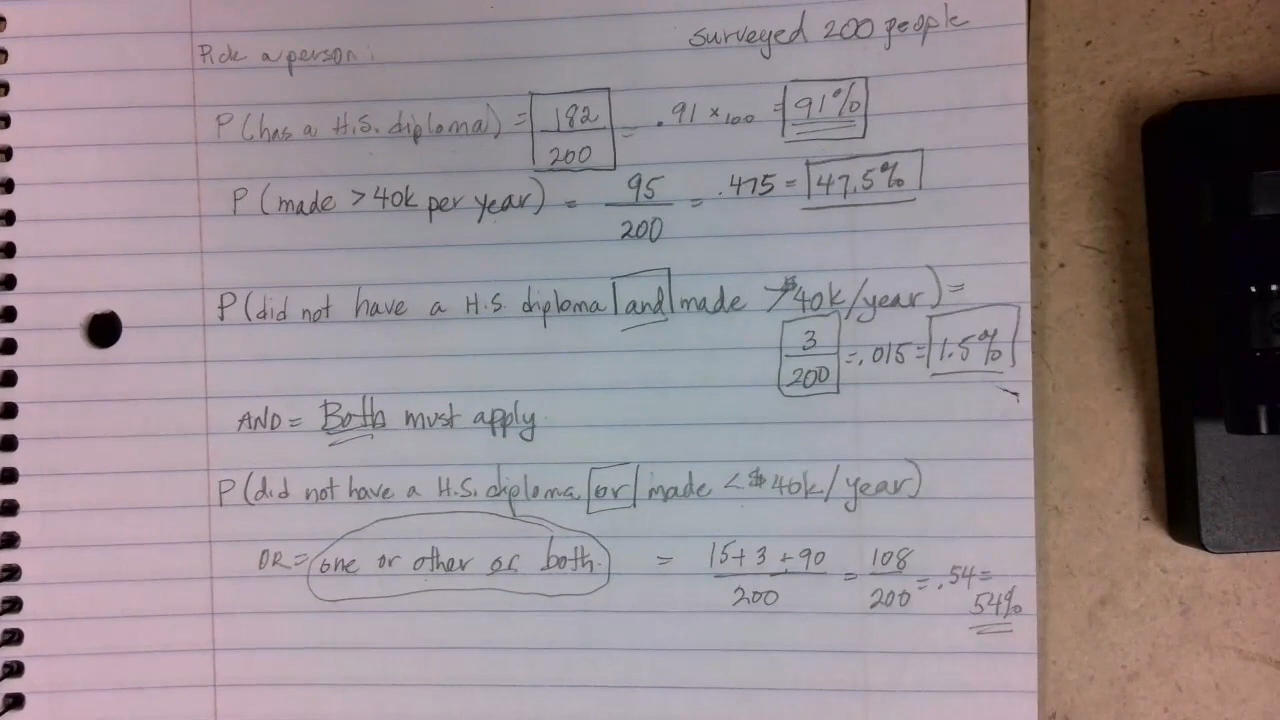 surveyed 200 people
Pick a person:
P(has a H.S. diploma) = 182/200 = .91 ×100 = 91%
P(made >40k per year) = 95/200 = .475 = 47.5%
P(did not have a H.S. diploma and made >$40k/year) =
3/200 = .015 = 1.5%
AND = Both must apply.
P(did not have a H.S. diploma or made <$40k/year)
OR = one or other or both. = 15+3+90/200 = 108/200 = .54 =
54%